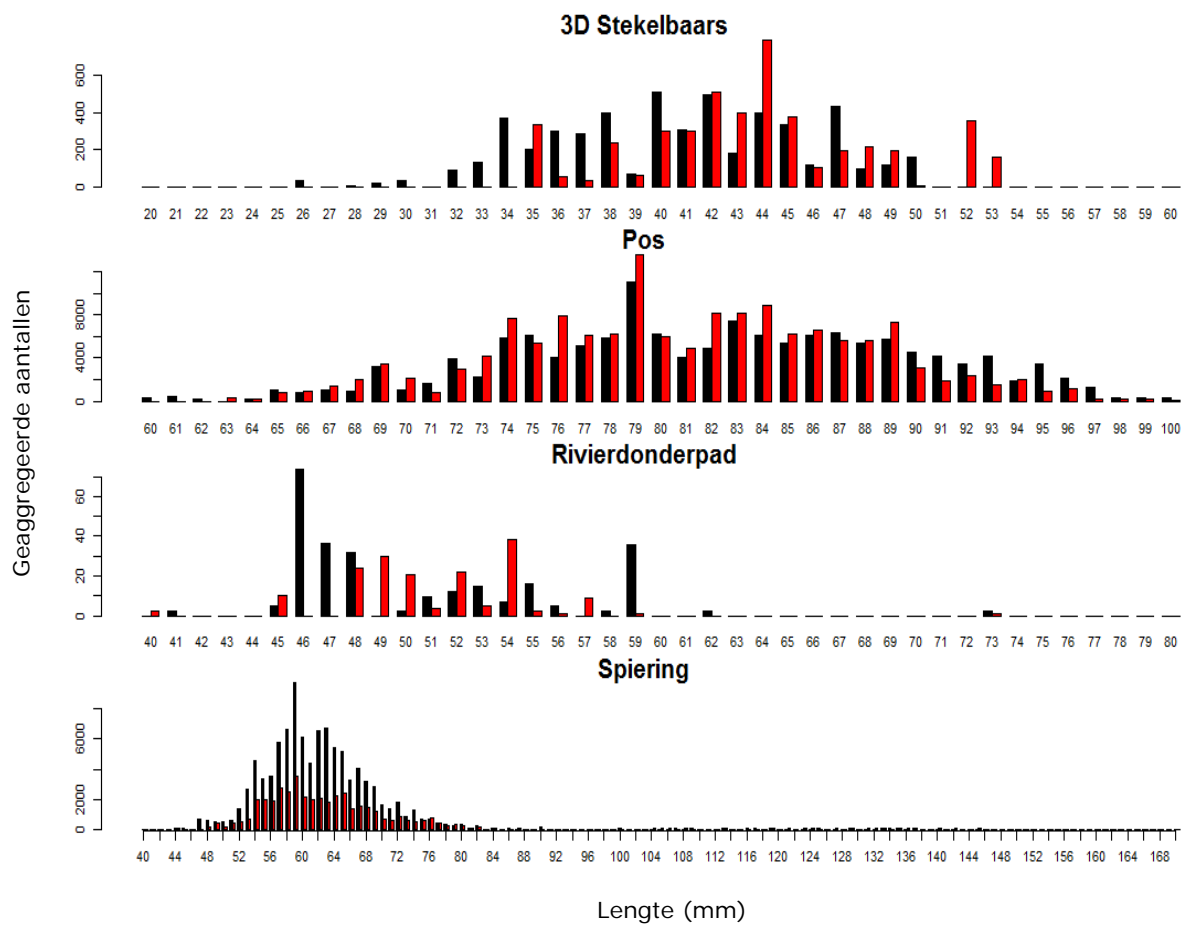 3D Stekelbaars
600
400
200
0
20 21 22 23 24 25 26 27 28 29 30 31 32 33 34 35 36 37 38 39 40 41 42 43 44 45 46 47 48 49 50 51 52 53 54 55 56 57 58 59 60
Pos
8000
4000
0
60 61 62 63 64 65 66 67 68 69 70 71 72 73 74 75 76 77 78 79 80 81 82 83 84 85 86 87 88 89 90 91 92 93 94 95 96 97 98 99 100
Geaggregeerde aantallen
Rivierdonderpad
60
40
20
0
40 41 42 43 44 45 46 47 48 49 50 51 52 53 54 55 56 57 58 59 60 61 62 63 64 65 66 67 68 69 70 71 72 73 74 75 76 77 78 79 80
Spiering
6000
2000
0
40 44 48 52 56 60 64 68 72 76 80 84 88 92 96 100 104 108 112 116 120 124 128 132 136 140 144 148 152 156 160 164 168
Lengte (mm)